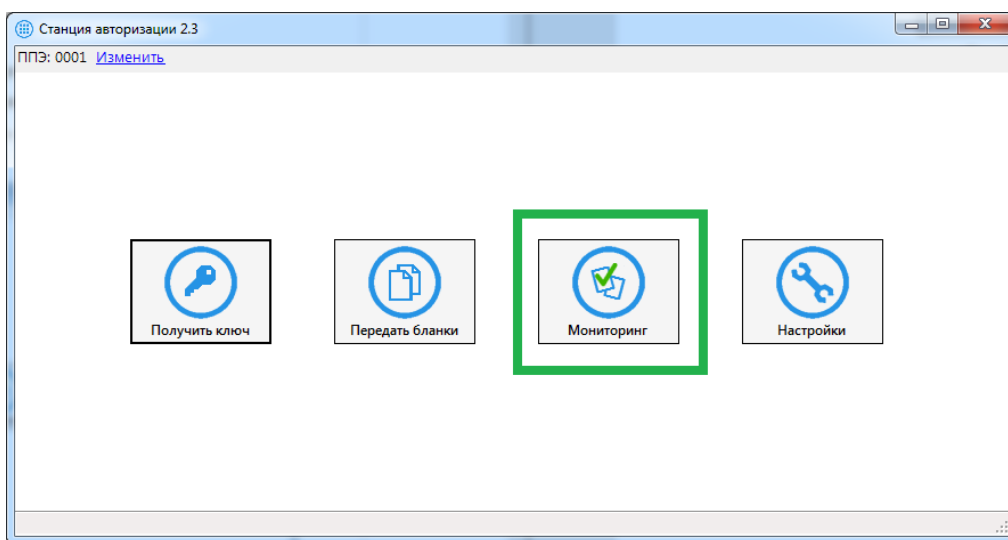 Станция авторизации 2.3
ППЭ: 0001 Изменить
Получить ключ
Передать бланки
Мониторинг
Настройки